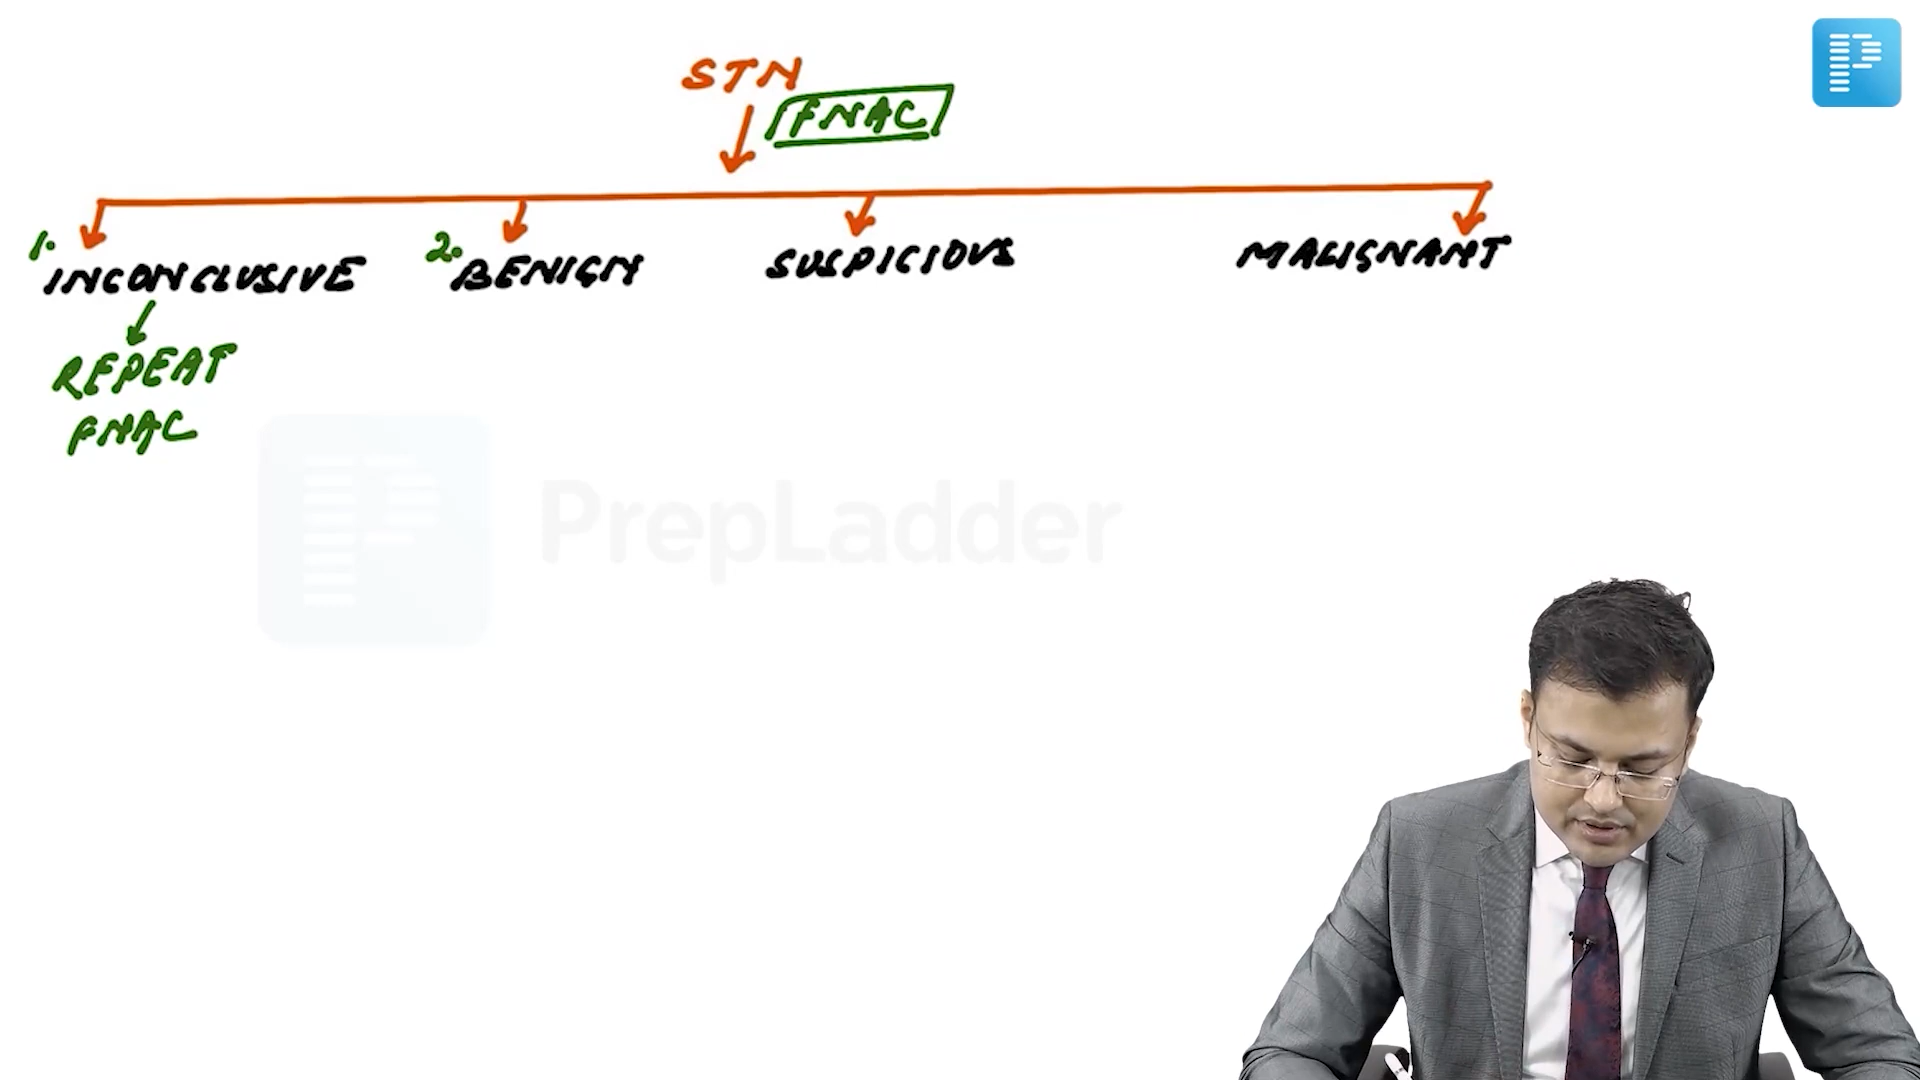 STN
FNAC
1. INCONCLUSIVE
2. BENIGN
SUSPICIOUS
MALIGNANT
REPEAT
FNAC
PrepLadder